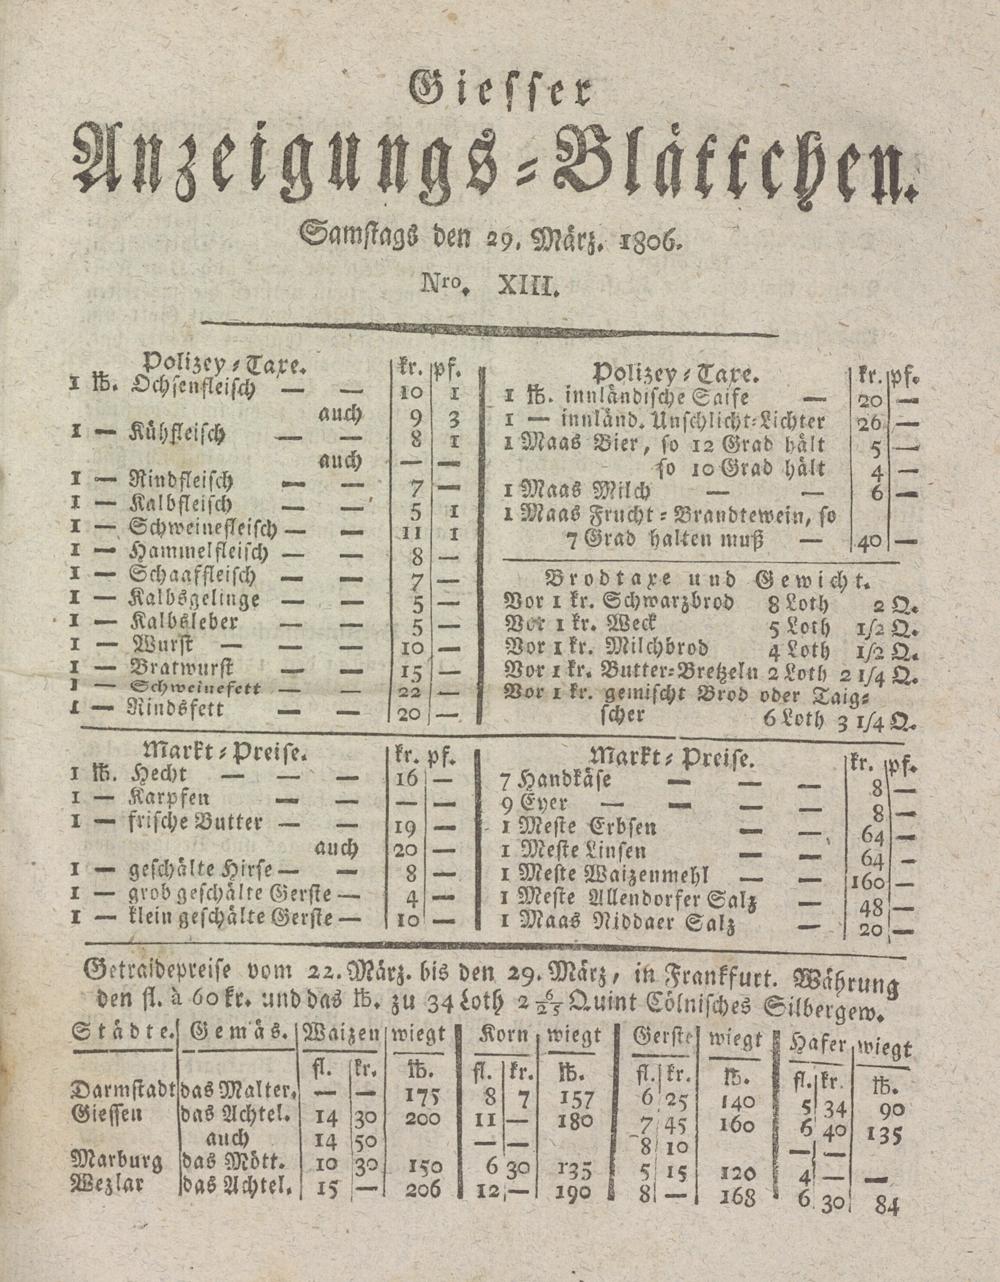 Giesser
Anzeigungs-Blättchen.
Samstags den 29. März. 1806.
Nro. XIII.
Polizey-Taxe. kr. pf.
1 ℔. Ochsenfleisch — — 10 1
auch 9 3
1 — Kühfleisch — — 8 1
auch — —
1 — Rindfleisch — — 7 —
1 — Kalbfleisch — — 5 1
1 — Schweinefleisch — — 11 1
1 — Hammelfleisch — — 8 —
1 — Schaaffleisch — — 7 —
1 — Kalbsgelinge — — 5 —
1 — Kalbsleber — — 5 —
1 — Wurst — — — 10 —
1 — Bratwurst — — 15 —
1 — Schweinefett — — 22 —
1 — Rindsfett — — 20 —
Polizey-Taxe. kr. pf.
1 ℔. innländische Saife — 20 —
1 — innländ. Unschlicht-Lichter 26 —
1 Maas Bier, so 12 Grad hält 5 —
so 10 Grad hält 4 —
1 Maas Milch — — 6 —
1 Maas Frucht-Brandtewein, so
7 Grad halten muß — 40 —
Brodtaxe und Gewicht.
Vor 1 kr. Schwarzbrod 8 Loth 2 Q.
Vor 1 kr. Weck 5 Loth 1/2 Q.
Vor 1 kr. Milchbrod 4 Loth 1/2 Q.
Vor 1 kr. Butter-Bretzeln 2 Loth 2 1/4 Q.
Vor 1 kr. gemischt Brod oder Taig-
scher 6 Loth 3 1/4 Q.
Markt-Preise. kr. pf.
1 ℔. Hecht — — — 16 —
1 — Karpfen — — — —
1 — frische Butter — — 19 —
auch 20 —
1 — geschälte Hirse — — 8 —
1 — grob geschälte Gerste — 4 —
1 — klein geschälte Gerste — 10 —
Markt-Preise. kr. pf.
7 Handkäse — — — 8 —
9 Eyer — — — — 8 —
1 Meste Erbsen — — 64 —
1 Meste Linsen — — 64 —
1 Meste Waizenmehl — — 160 —
1 Meste Allendorfer Salz — 48 —
1 Maas Niddaer Salz — 20 —
Getraidepreise vom 22. März. bis den 29. März, in Frankfurt. Währung
den fl. à 60 kr. und das ℔. zu 34 Loth 2 6/25 Quint Cölnisches Silbergew.
Städte. Gemäs. Waizen wiegt Korn wiegt Gerste wiegt Hafer wiegt
fl. kr. ℔. fl. kr. ℔. fl. kr. ℔. fl. kr. ℔.
Darmstadt das Malter. — — 175 8 7 157 6 25 140 5 34 90
Giessen das Achtel. 14 30 200 11 — 180 7 45 160 6 40 135
auch 14 50 — — 8 10 — —
Marburg das Mött. 10 30 150 6 30 135 5 15 120 4 — —
Wezlar das Achtel. 15 — 206 12 — 190 8 — 168 6 30 84